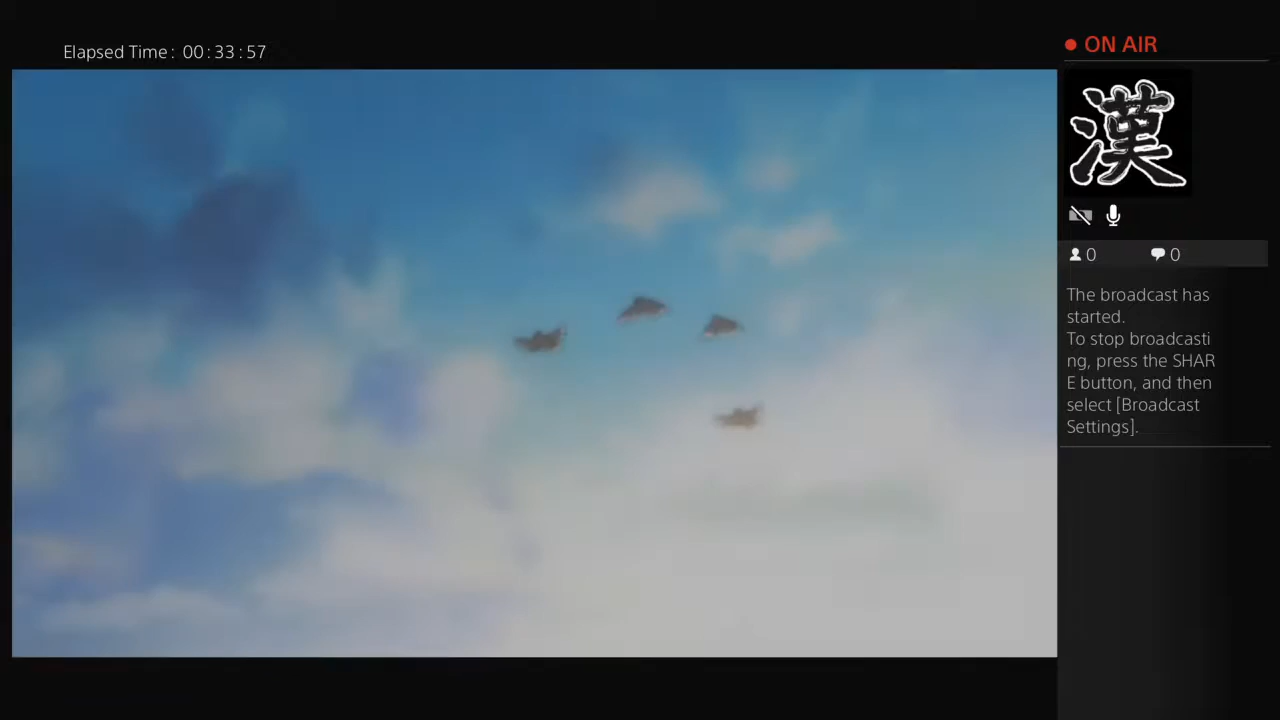 Elapsed Time: 00:33:57
ON AIR
漢
0 0
The broadcast has
started.
To stop broadcasti
ng, press the SHAR
E button, and then
select [Broadcast
Settings].